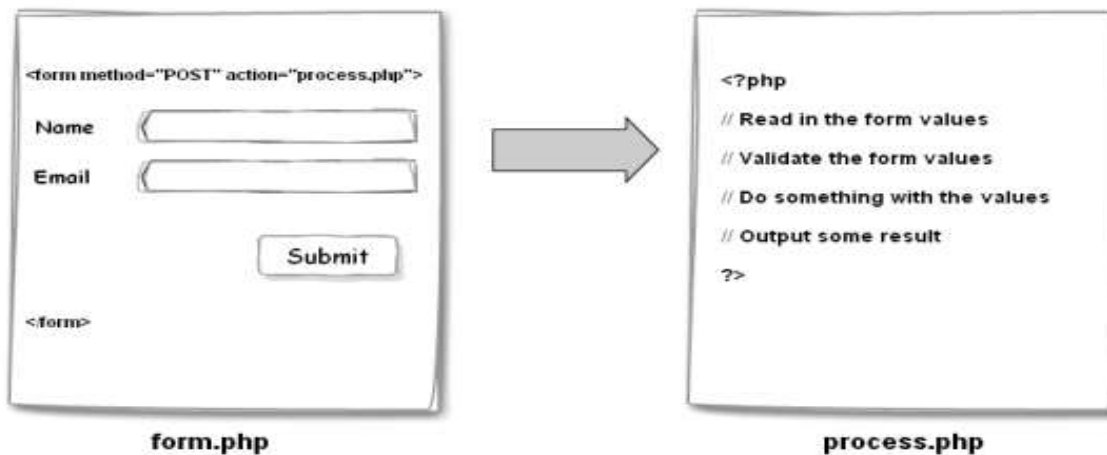 <form method="POST" action="process.php">
Name
Email
Submit
</form>
form.php
<?php
// Read in the form values
// Validate the form values
// Do something with the values
// Output some result
?>
process.php